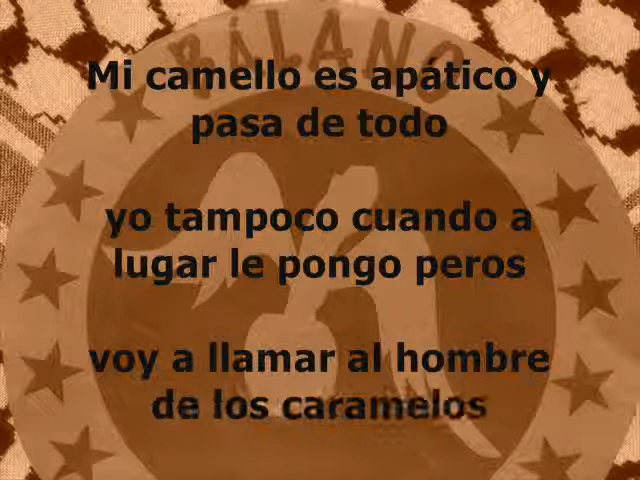 BÁLANO
Mi camello es apático y
pasa de todo
yo tampoco cuando a
lugar le pongo peros
voy a llamar al hombre
de los caramelos